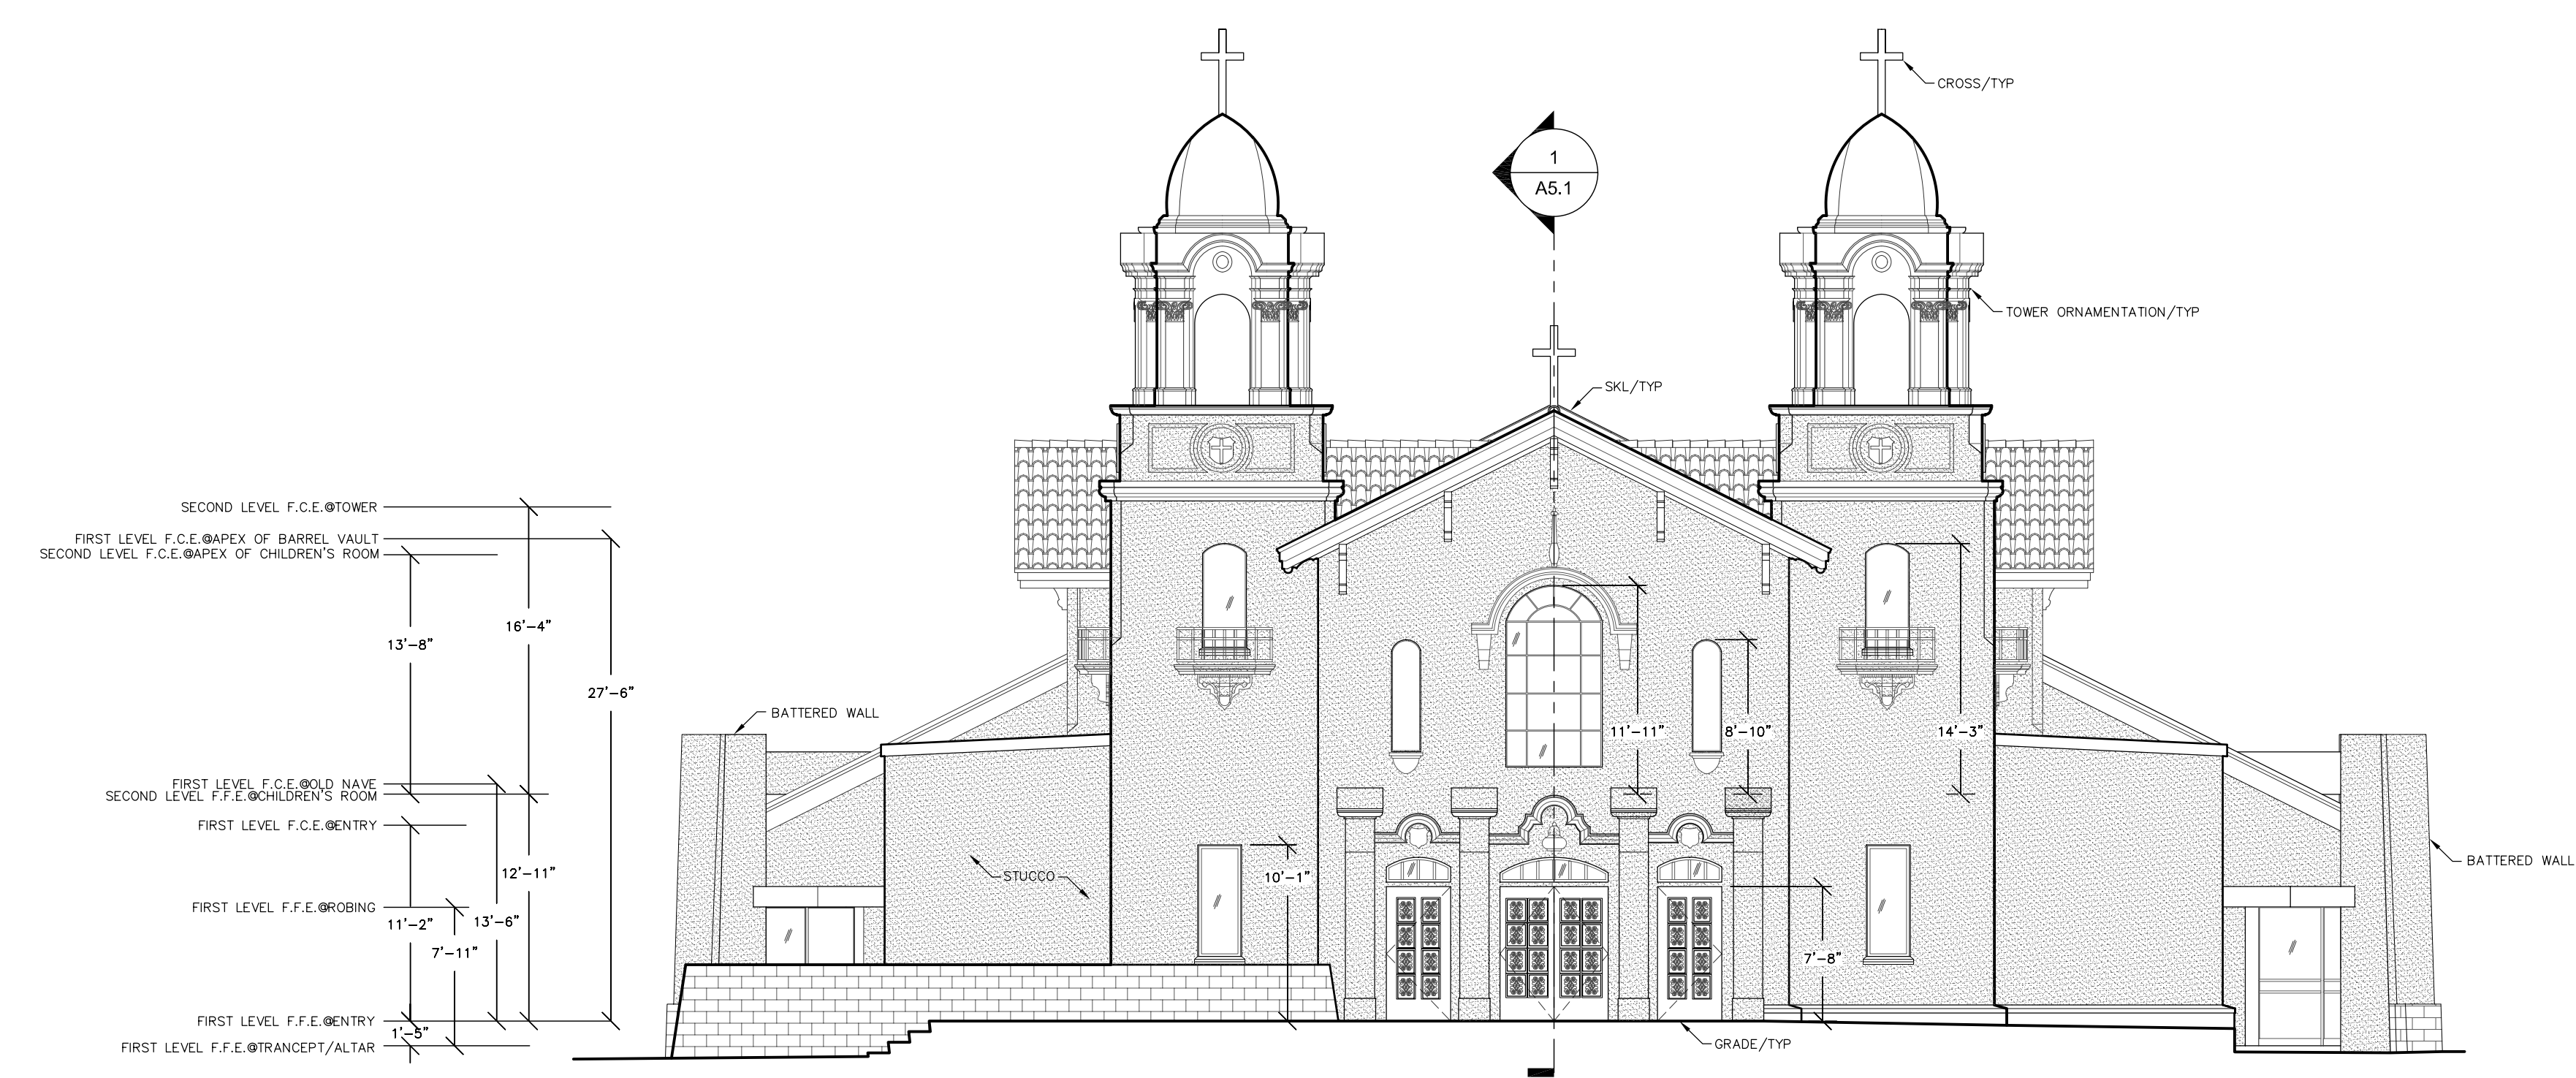 CROSS/TYP
1
A5.1
TOWER ORNAMENTATION/TYP
SKL/TYP
SECOND LEVEL F.C.E.@TOWER
FIRST LEVEL F.C.E.@APEX OF BARREL VAULT
SECOND LEVEL F.C.E.@APEX OF CHILDREN'S ROOM
16'-4"
13'-8"
27'-6"
BATTERED WALL
11'-11"
8'-10"
14'-3"
FIRST LEVEL F.C.E.@OLD NAVE
SECOND LEVEL F.F.E.@CHILDREN'S ROOM
FIRST LEVEL F.C.E.@ENTRY
BATTERED WALL
12'-11"
STUCCO
10'-1"
FIRST LEVEL F.F.E.@ROBING
11'-2"
13'-6"
7'-11"
7'-8"
FIRST LEVEL F.F.E.@ENTRY
1'-5"
GRADE/TYP
FIRST LEVEL F.F.E.@TRANCEPT/ALTAR